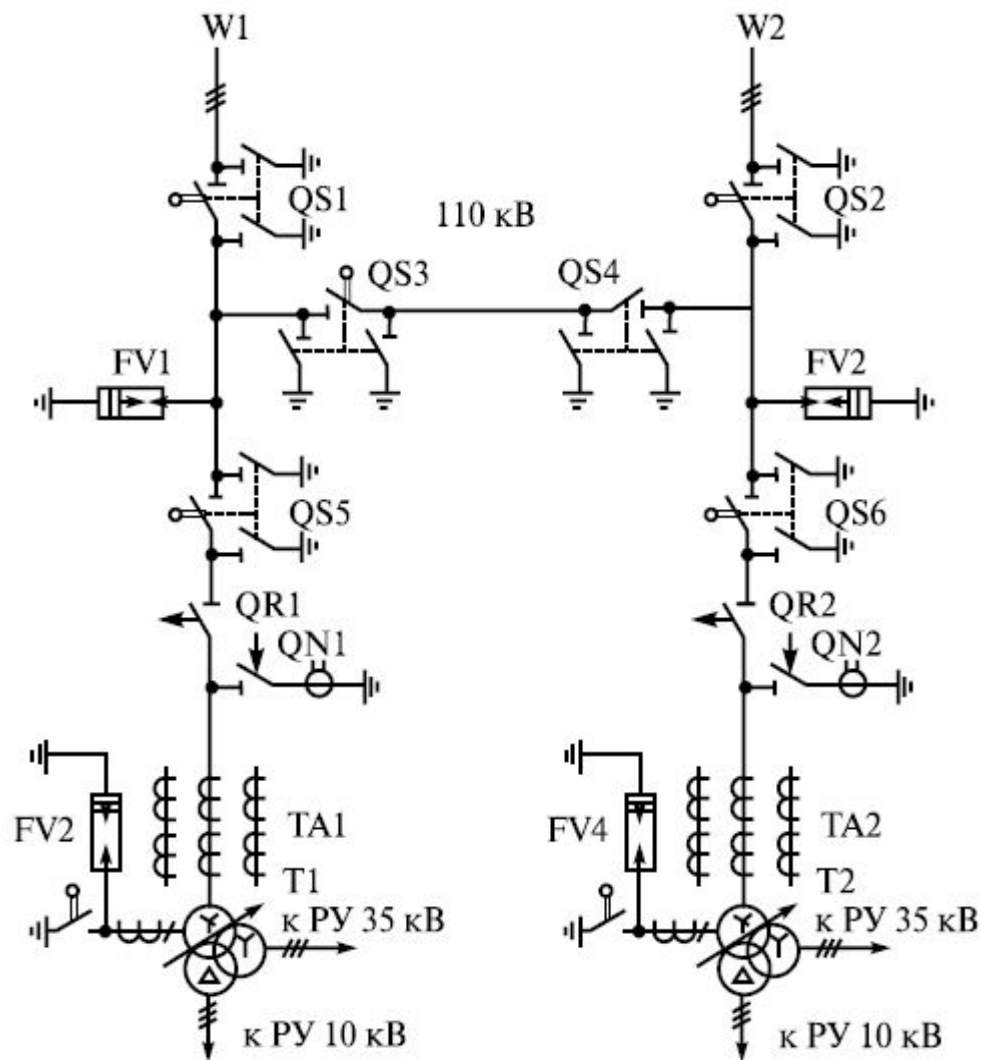 W1
W2
QS1
QS2
110 кВ
QS3
QS4
FV1
FV2
QS5
QS6
QR1
QR2
QN1
QN2
FV2
TA1
FV4
TA2
T1
T2
к РУ 35 кВ
к РУ 35 кВ
к РУ 10 кВ
к РУ 10 кВ